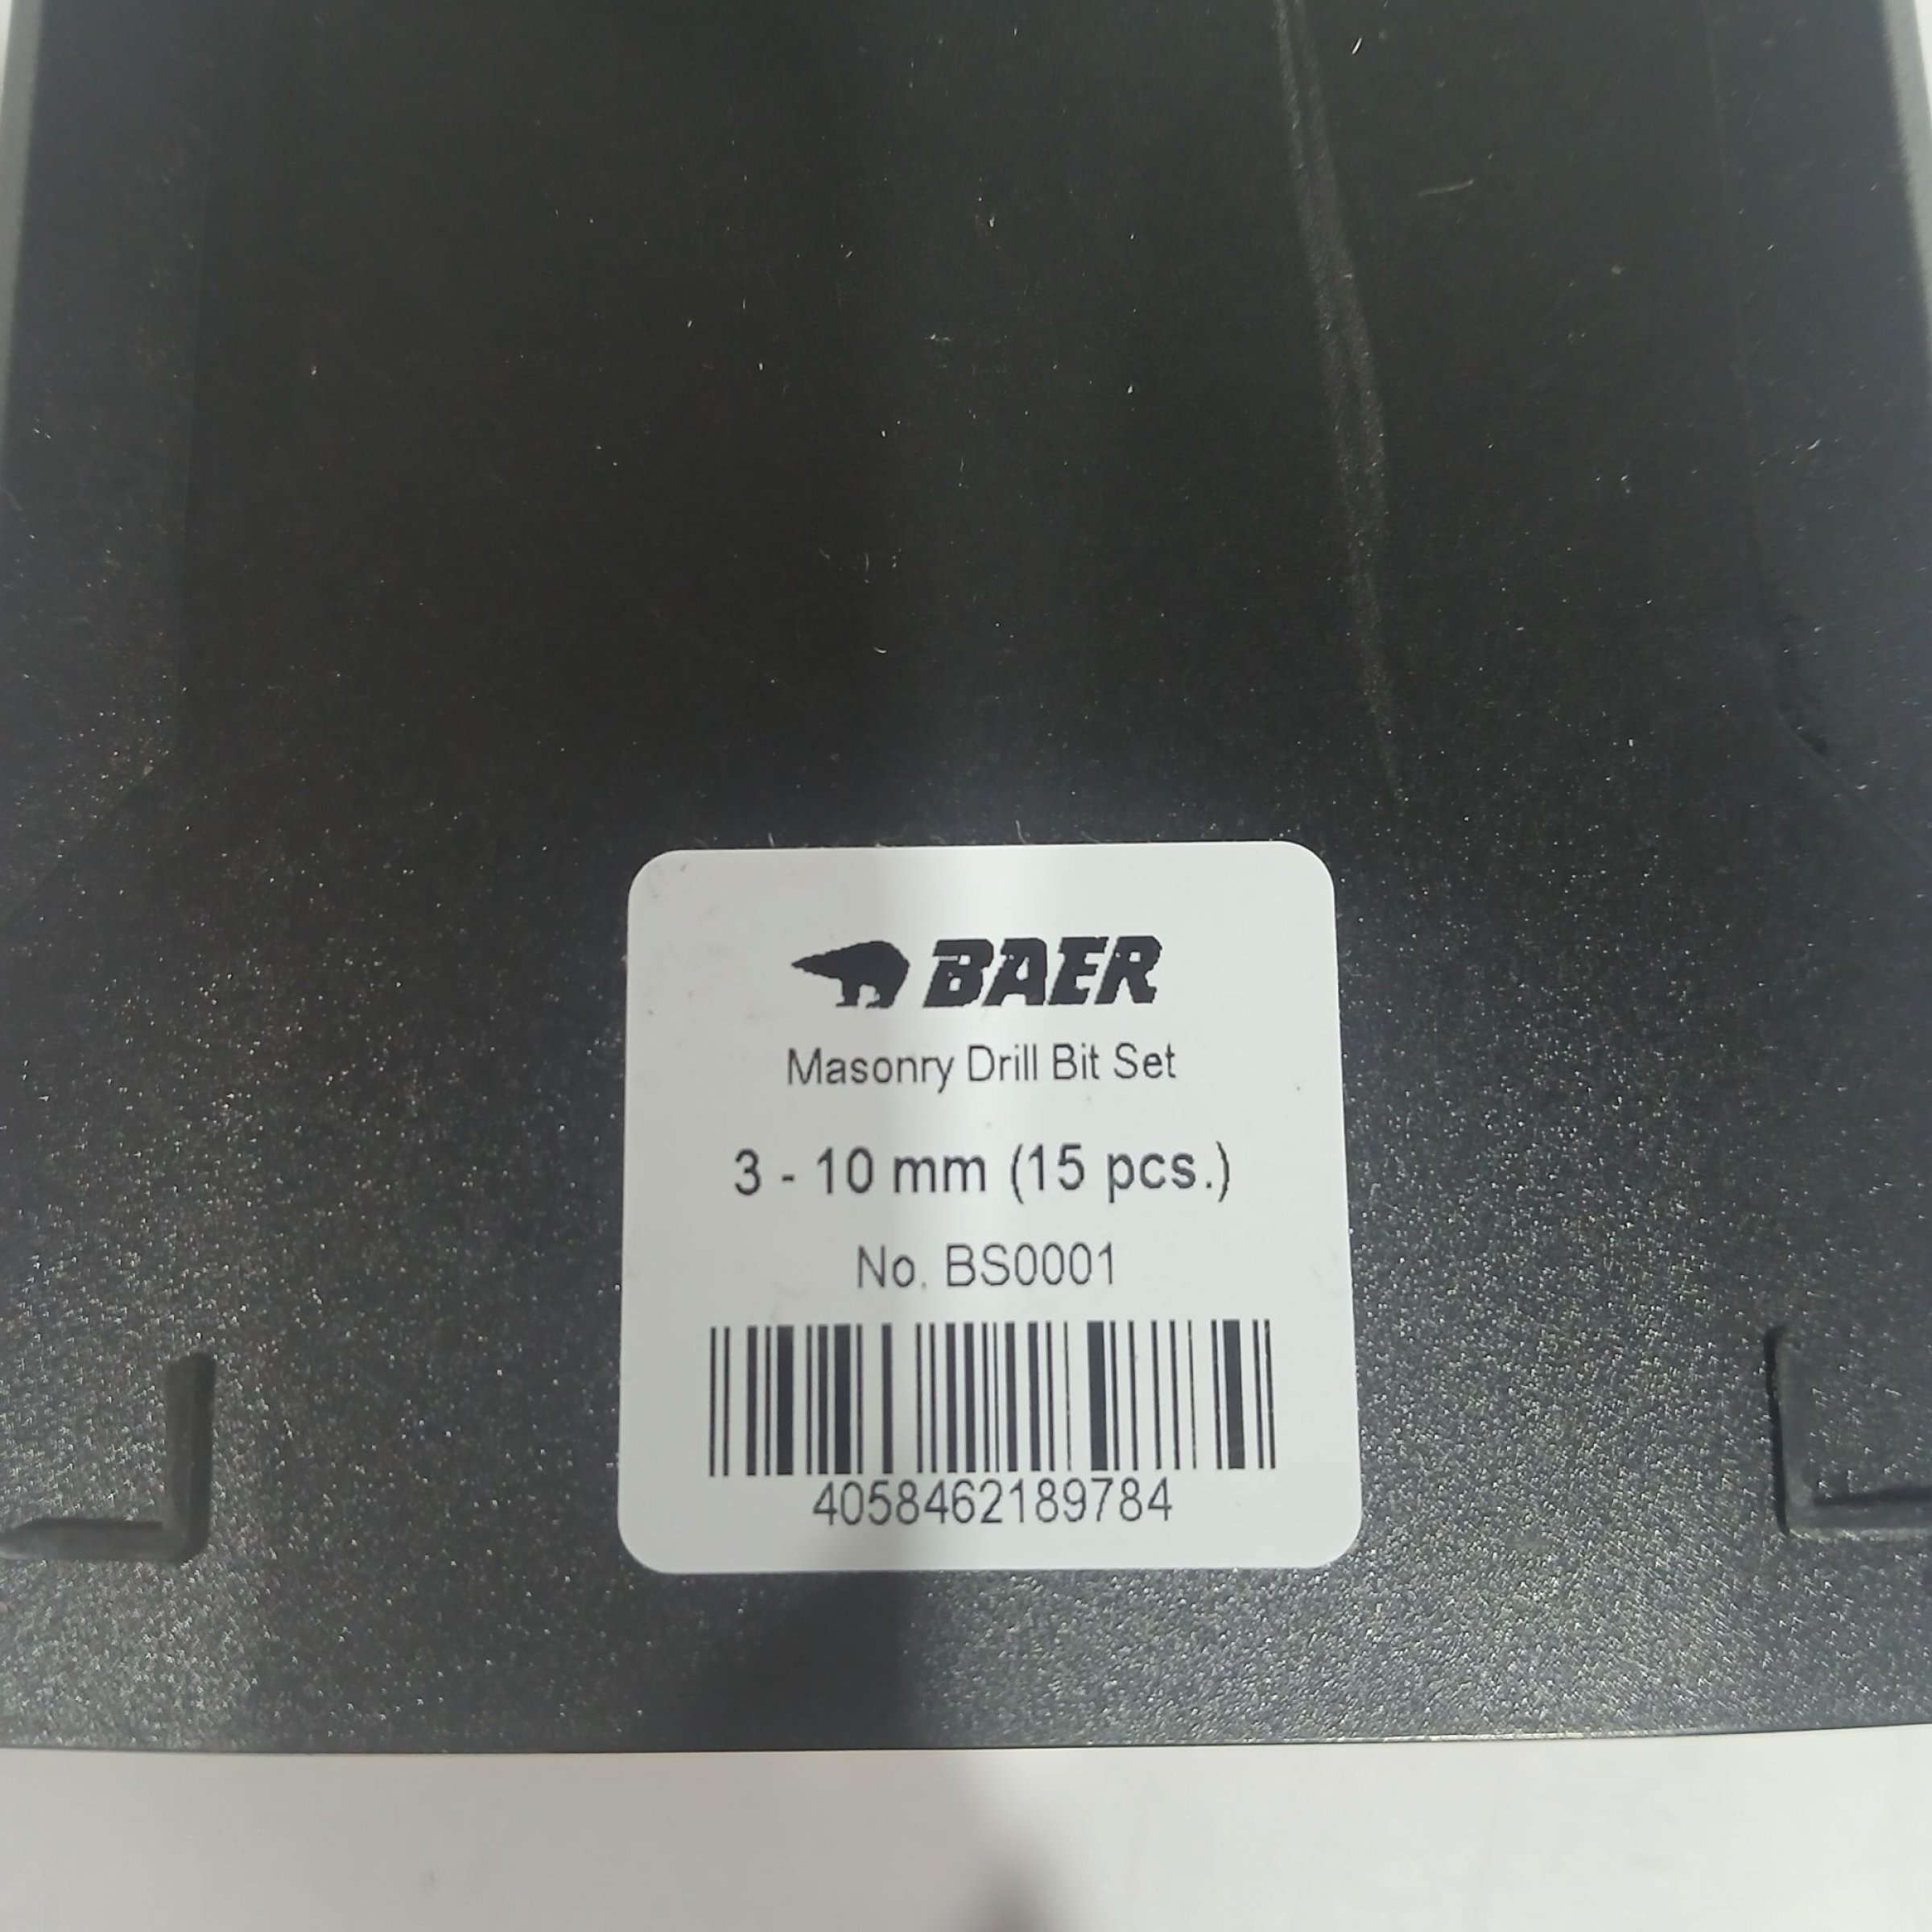 BAER
Masonry Drill Bit Set
3 - 10 mm (15 pcs.)
No. BS0001
4058462189784